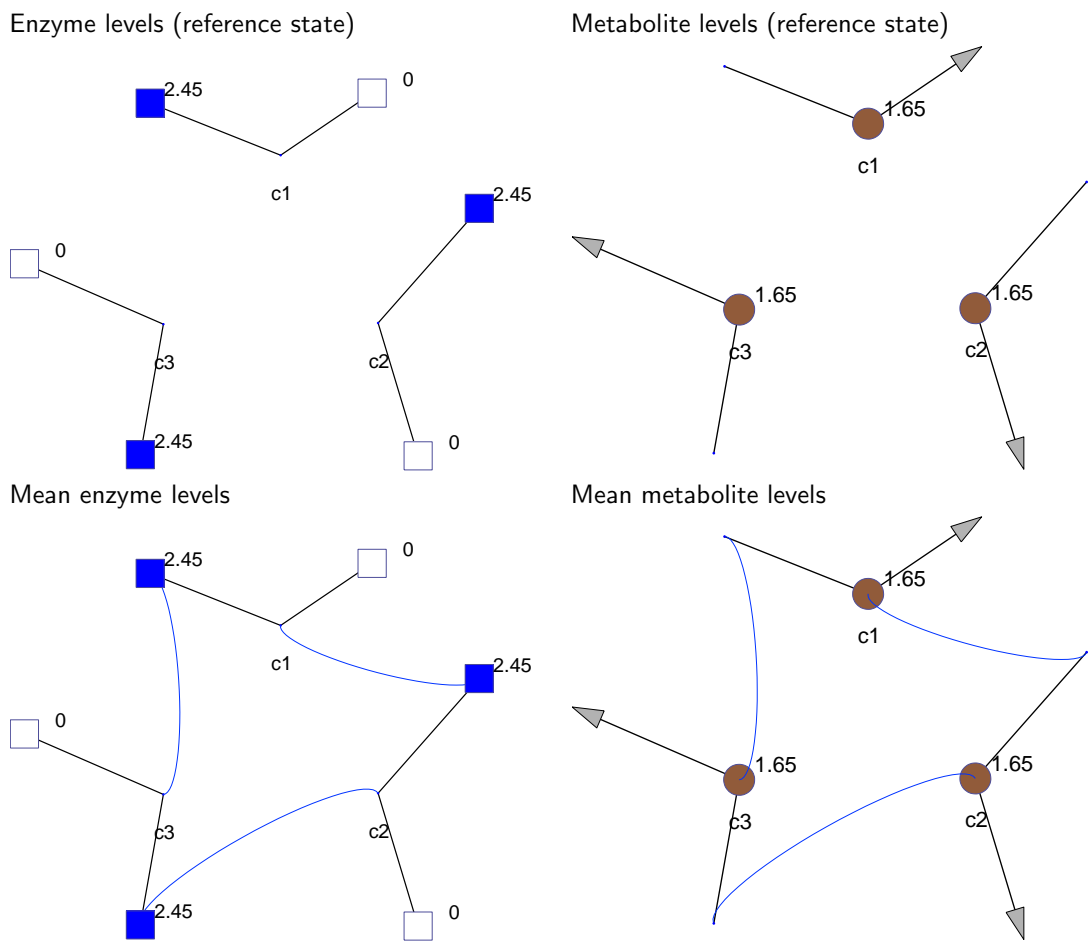 Enzyme levels (reference state)
2.45
0
c1
2.45
0
c3
c2
2.45
0
Metabolite levels (reference state)
1.65
c1
1.65
1.65
c3
c2
Mean enzyme levels
2.45
0
c1
2.45
0
c3
c2
2.45
0
Mean metabolite levels
1.65
c1
1.65
1.65
c3
c2